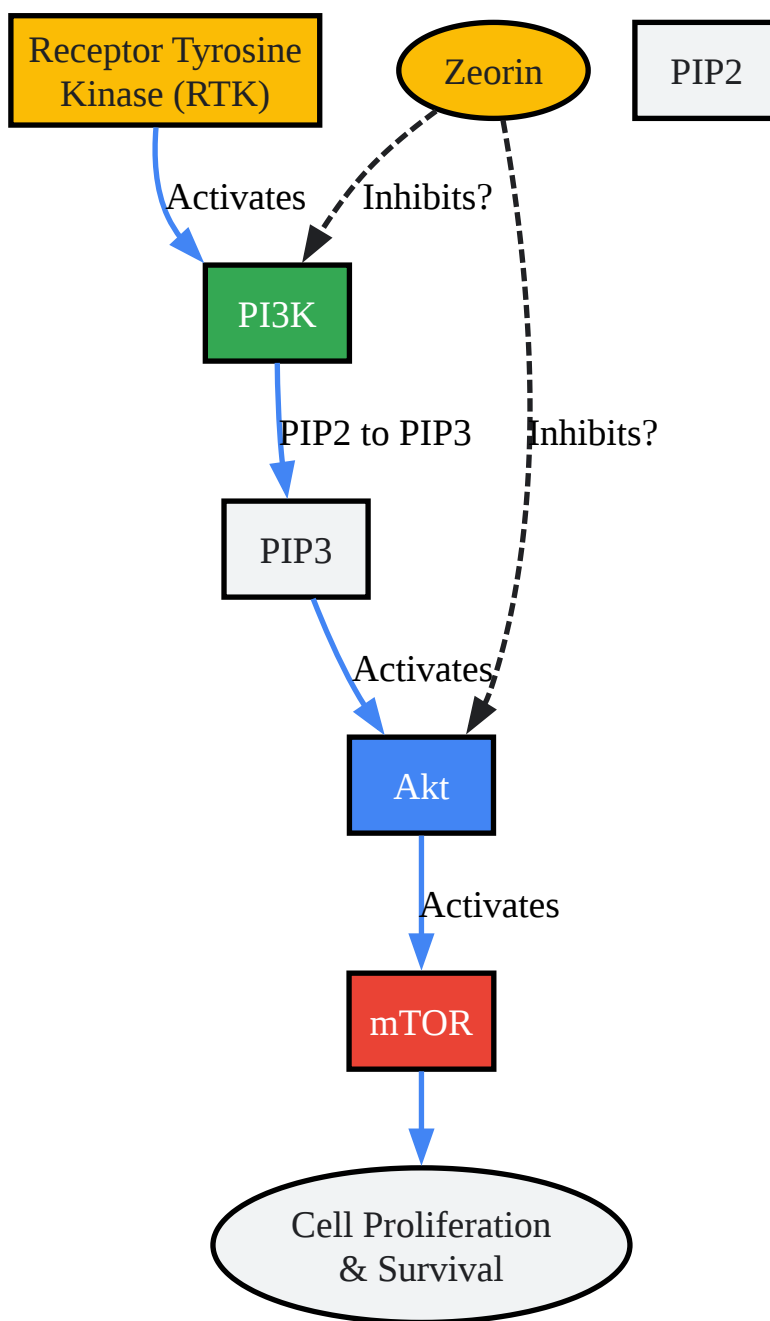 Receptor Tyrosine
Kinase (RTK)
Zeorin
PIP2
Activates
Inhibits?
PI3K
PIP2 to PIP3
Inhibits?
PIP3
Activates
Akt
Activates
mTOR
Cell Proliferation
& Survival